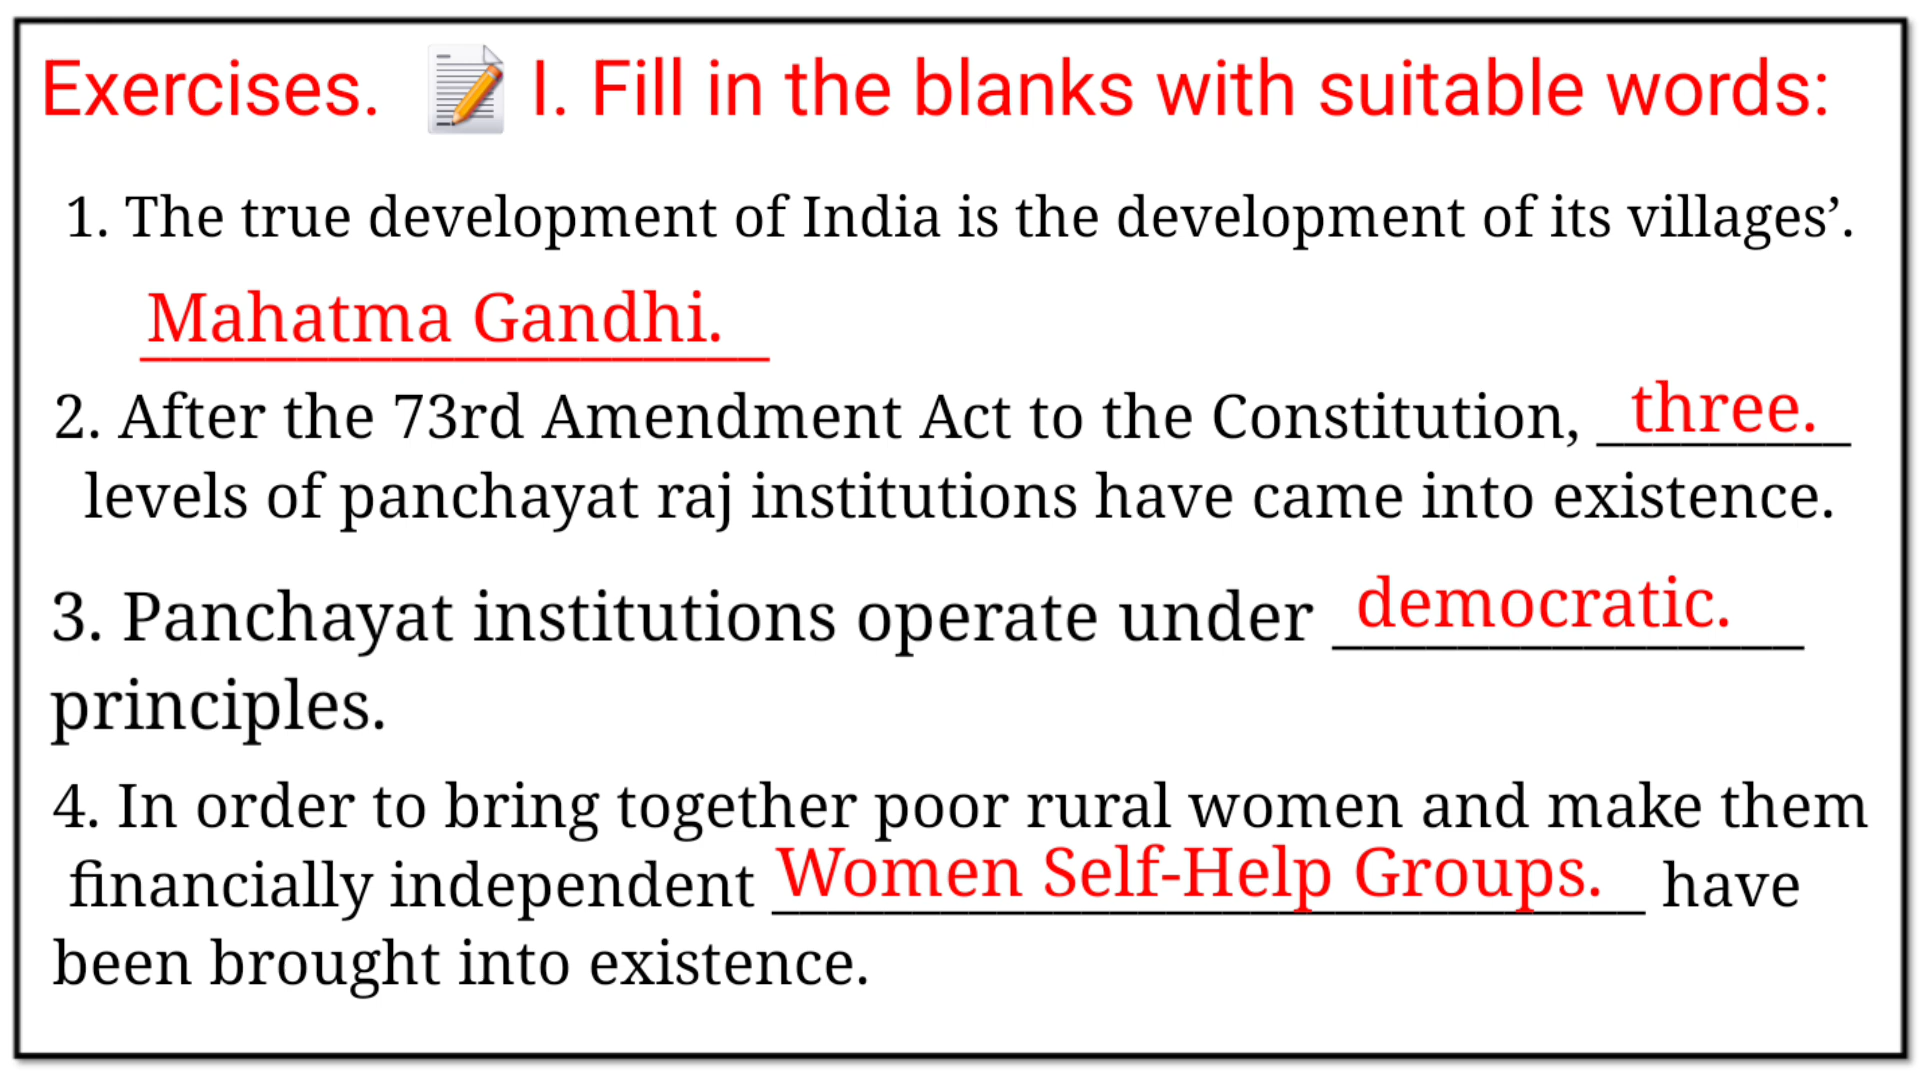 Exercises. 📝 I. Fill in the blanks with suitable words:
1. The true development of India is the development of its villages’.
Mahatma Gandhi.
2. After the 73rd Amendment Act to the Constitution, three.
levels of panchayat raj institutions have came into existence.
3. Panchayat institutions operate under democratic.
principles.
4. In order to bring together poor rural women and make them
financially independent Women Self-Help Groups. have
been brought into existence.